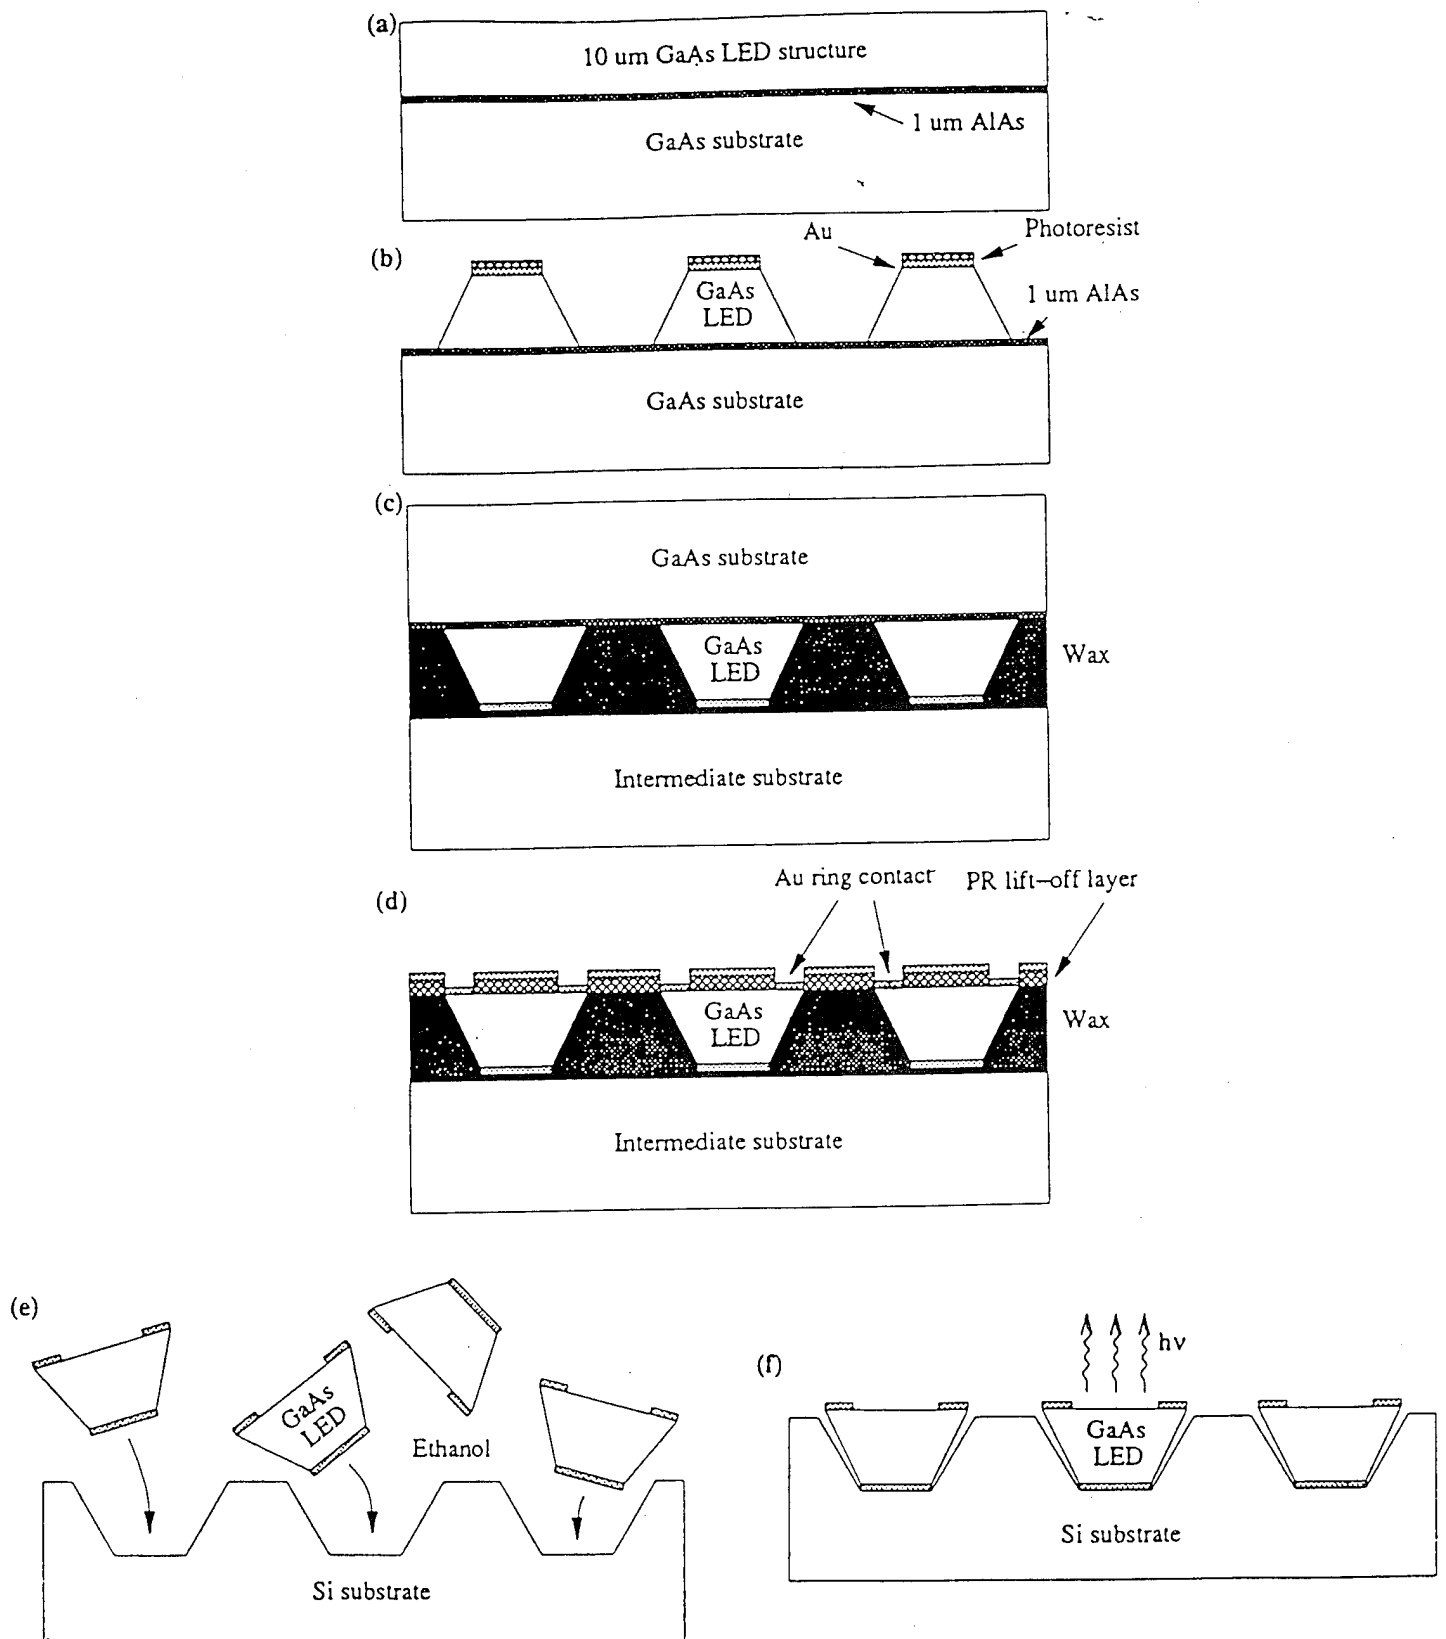 (a)
10 um GaAs LED structure
1 um AlAs
GaAs substrate
(b)
Au
Photoresist
GaAs
LED
1 um AlAs
GaAs substrate
(c)
GaAs substrate
GaAs
LED
Wax
Intermediate substrate
(d)
Au ring contact
PR lift-off layer
GaAs
LED
Wax
Intermediate substrate
(e)
GaAs
LED
Ethanol
Si substrate
(f)
hν
GaAs
LED
Si substrate